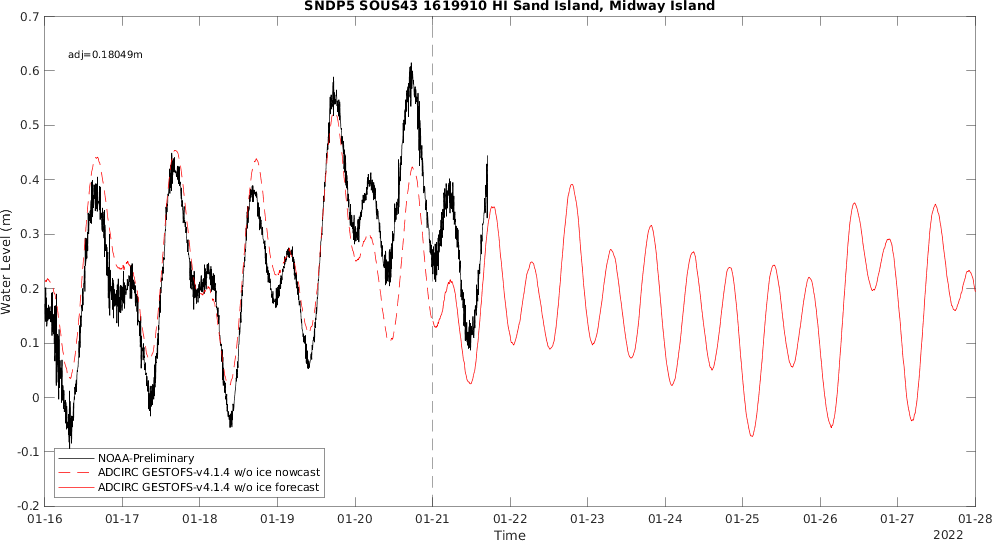 SNDP5 SOUS43 1619910 HI Sand Island, Midway Island
adj=0.18049m
0.7
0.6
0.5
0.4
0.3
0.2
0.1
0
-0.1
-0.2
Water Level (m)
NOAA-Preliminary
ADCIRC GESTOFS-v4.1.4 w/o ice nowcast
ADCIRC GESTOFS-v4.1.4 w/o ice forecast
01-16 01-17 01-18 01-19 01-20 01-21 01-22 01-23 01-24 01-25 01-26 01-27 01-28
Time
2022